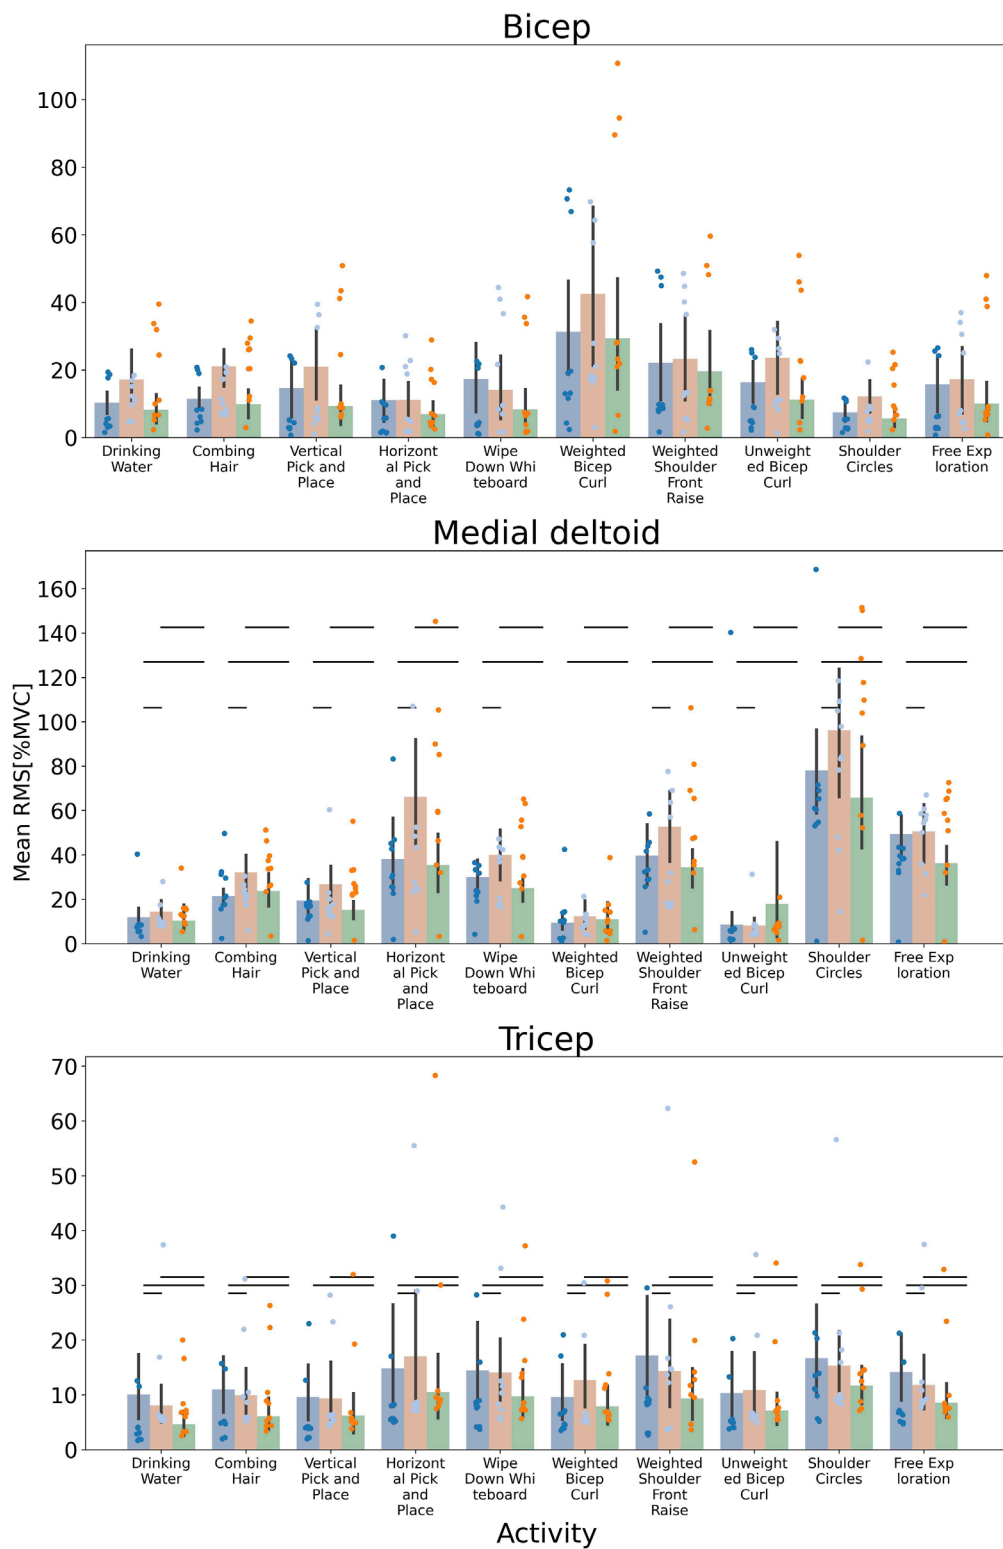 Bicep
100
80
60
40
20
0
Drinking Water
Combing Hair
Vertical Pick and Place
Horizont al Pick and Place
Wipe Down Whi teboard
Weighted Bicep Curl
Weighted Shoulder Front Raise
Unweight ed Bicep Curl
Shoulder Circles
Free Exp loration
Medial deltoid
Mean RMS[%MVC]
160
140
120
100
80
60
40
20
0
Drinking Water
Combing Hair
Vertical Pick and Place
Horizont al Pick and Place
Wipe Down Whi teboard
Weighted Bicep Curl
Weighted Shoulder Front Raise
Unweight ed Bicep Curl
Shoulder Circles
Free Exp loration
Tricep
70
60
50
40
30
20
10
0
Drinking Water
Combing Hair
Vertical Pick and Place
Horizont al Pick and Place
Wipe Down Whi teboard
Weighted Bicep Curl
Weighted Shoulder Front Raise
Unweight ed Bicep Curl
Shoulder Circles
Free Exp loration
Activity